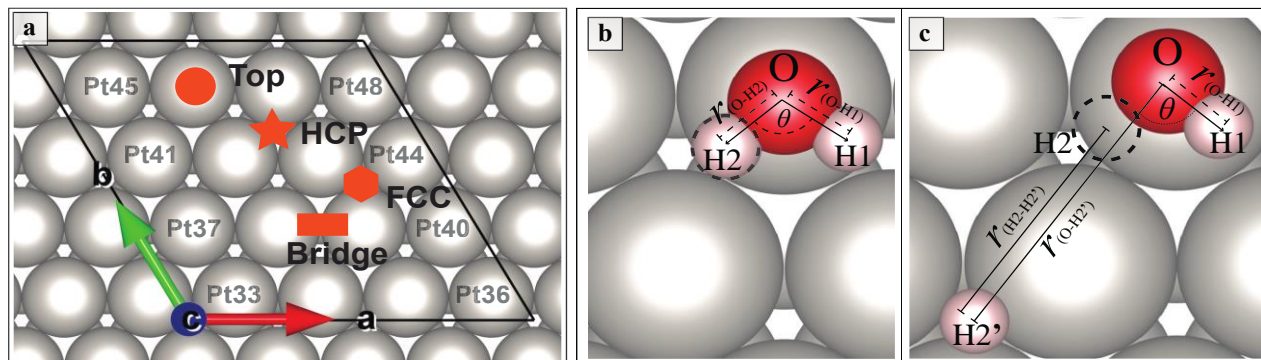 a
Pt45
Top
Pt48
HCP
Pt41
Pt44
b
FCC
Pt37
Pt40
Bridge
Pt33
Pt36
c
a
b
O
r(O-H2)
r(O-H1)
θ
H2
H1
c
O
r(O-H1)
θ
H2
H1
r(H2-H2')
r(O-H2')
H2'